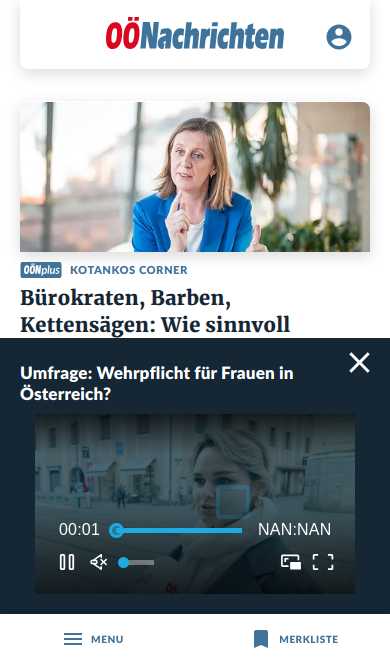 OÖNachrichten
OÖNplus KOTANKOS CORNER
Bürokraten, Barben,
Kettensägen: Wie sinnvoll
Umfrage: Wehrpflicht für Frauen in
Österreich?
00:01 NAN:NAN
MENU MERKLISTE